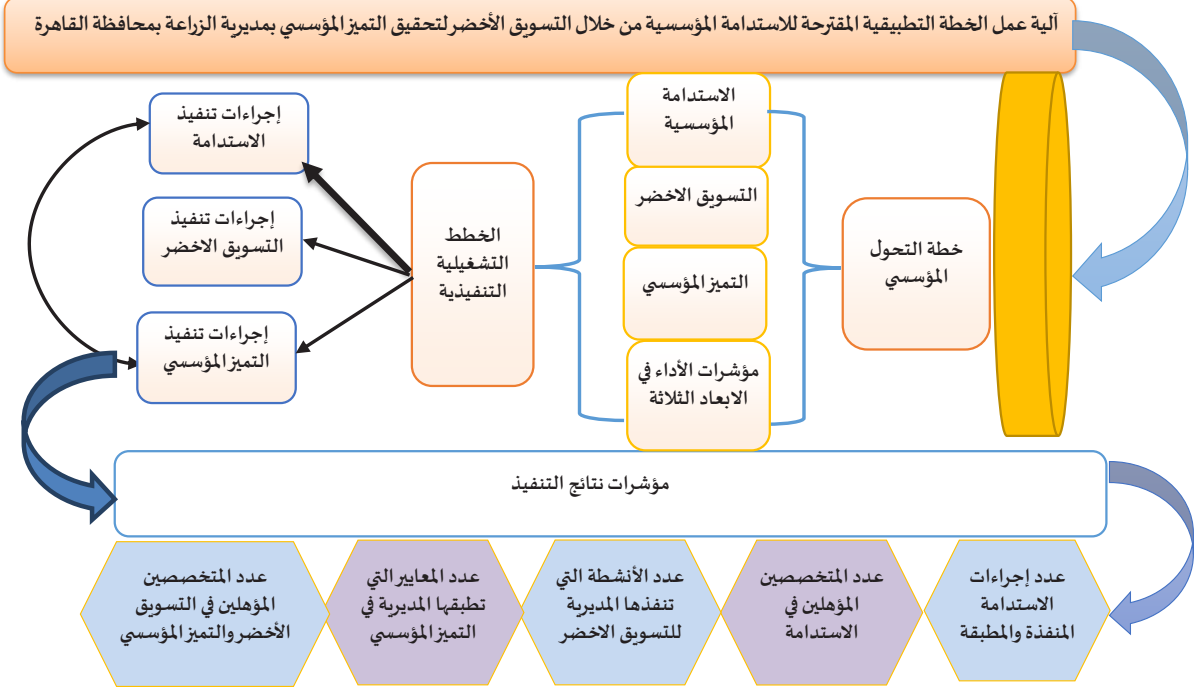 آلية عمل الخطة التطبيقية المقترحة للاستدامة المؤسسية من خلال التسويق الأخضر لتحقيق التميز المؤسسي بمديرية الزراعة بمحافظة القاهرة
خطة التحول
المؤسسي
الاستدامة
المؤسسية
التسويق الاخضر
التميز المؤسسي
مؤشرات الأداء في
الابعاد الثلاثة
الخطط
التشغيلية
التنفيذية
إجراءات تنفيذ
الاستدامة
إجراءات تنفيذ
التسويق الاخضر
إجراءات تنفيذ
التميز المؤسسي
مؤشرات نتائج التنفيذ
عدد إجراءات
الاستدامة
المنفذة والمطبقة
عدد المتخصصين
المؤهلين في
الاستدامة
عدد الأنشطة التي
تنفذها المديرية
للتسويق الاخضر
عدد المعايير التي
تطبقها المديرية في
التميز المؤسسي
عدد المتخصصين
المؤهلين في التسويق
الأخضر والتميز المؤسسي